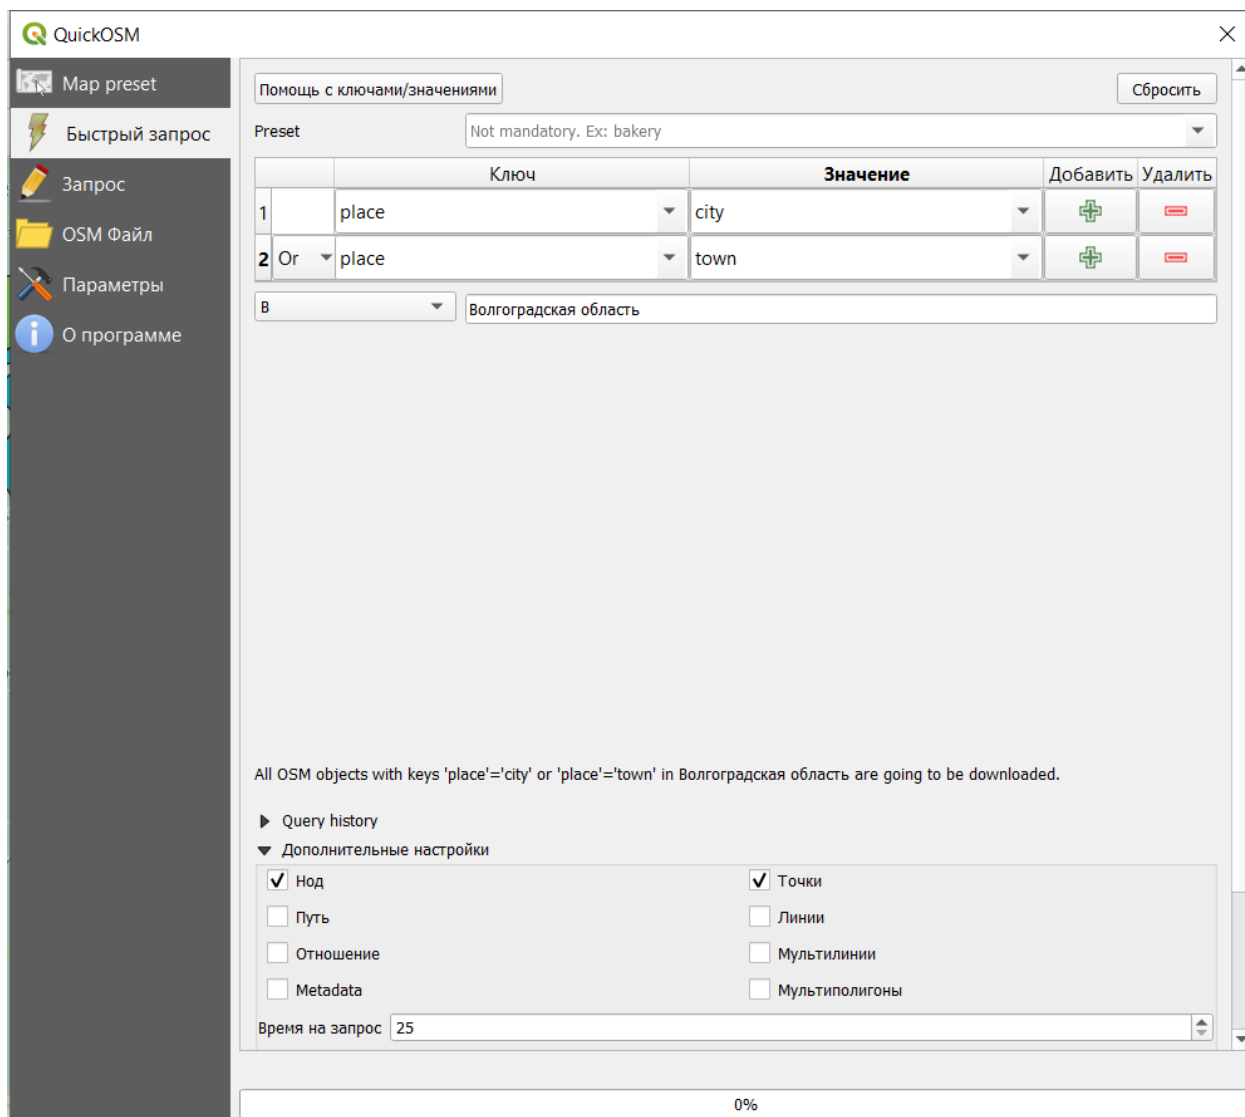 QuickOSM
Map preset
Быстрый запрос
Запрос
OSM Файл
Параметры
О программе
Помощь с ключами/значениями
Сбросить
Preset
Not mandatory. Ex: bakery
Ключ
Значение
Добавить
Удалить
1
place
city
2
Or
place
town
В
Волгоградская область
All OSM objects with keys 'place'='city' or 'place'='town' in Волгоградская область are going to be downloaded.
Query history
Дополнительные настройки
Нод
Точки
Путь
Линии
Отношение
Мультилинии
Metadata
Мультиполигоны
Время на запрос
25
0%